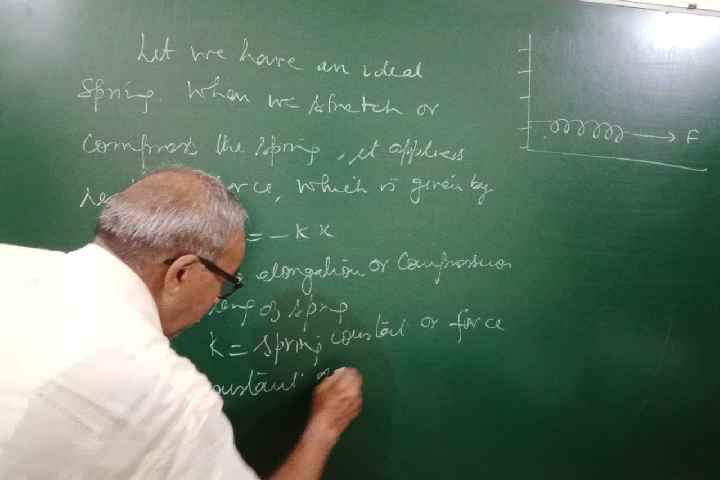 Let we have an ideal
Spring. When we stretch or
compress the spring, it applies
force, which is given by
= - K x
elongation or Compression
of spring
k = spring constant or force
constant of
F